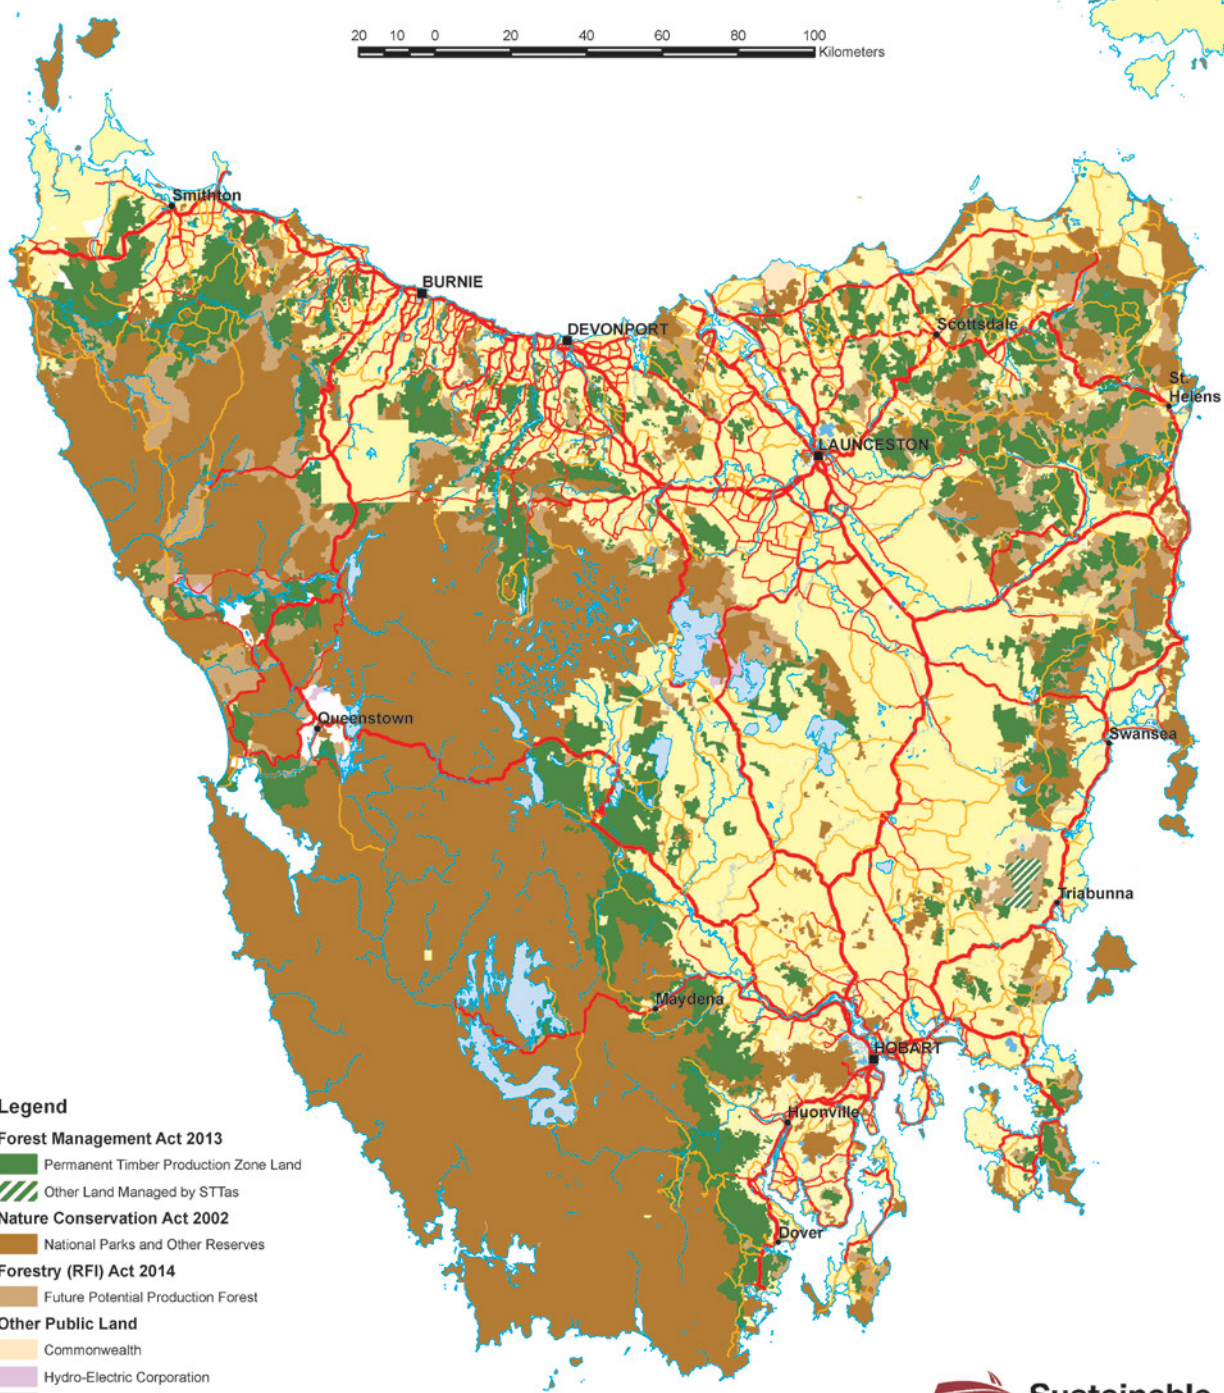 20 10 0 20 40 60 80 100
Kilometers
Smithton
BURNIE
DEVONPORT
Scottsdale
St.
Helens
LAUNCESTON
Queenstown
Swansea
Triabunna
Maydena
HOBART
Huonville
Dover
Legend
Forest Management Act 2013
Permanent Timber Production Zone Land
Other Land Managed by STTas
Nature Conservation Act 2002
National Parks and Other Reserves
Forestry (RFI) Act 2014
Future Potential Production Forest
Other Public Land
Commonwealth
Hydro-Electric Corporation
Sustainable